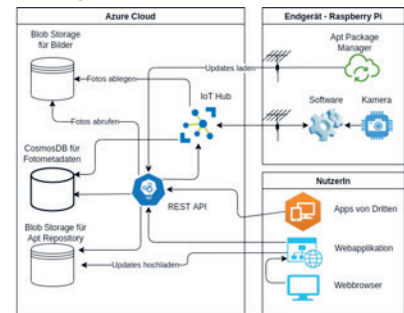 Azure Cloud
Blob Storage
für Bilder
Fotos ablegen
IoT Hub
Fotos abrufen
CosmosDB für
Fotometadaten
REST API
Blob Storage für
Apt Repository
Updates hochladen
Updates laden
Endgerät - Raspberry Pi
Apt Package
Manager
Software
Kamera
NutzerIn
Apps von Dritten
Webapplikation
Webbrowser